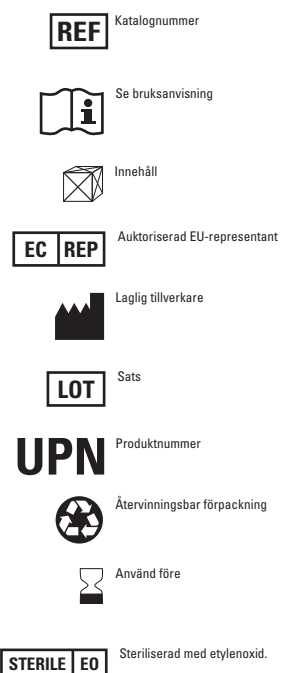 REF Katalognummer
i Se bruksanvisning
Innehåll
EC REP Auktoriserad EU-representant
Laglig tillverkare
LOT Sats
UPN Produktnummer
Återvinningsbar förpackning
Använd före
STERILE EO Steriliserad med etylenoxid.